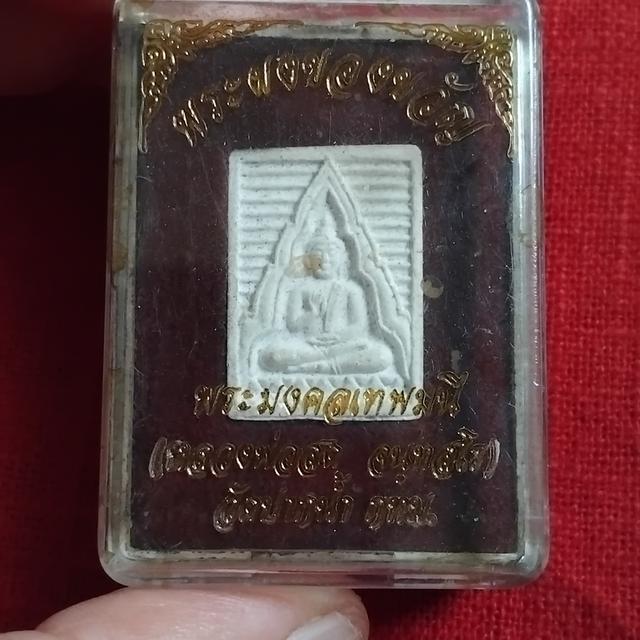 พระผงของขวัญ
พระมงคลเทพมุนี
(หลวงพ่อสด จนฺทสโร)
วัดปากน้ำ กทม.